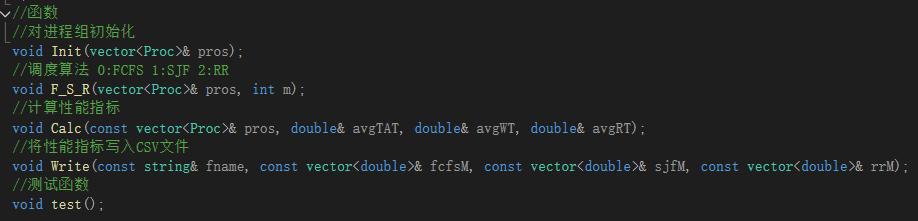 //函数
//对进程组初始化
void Init(vector<Proc>& pros);
//调度算法 0:FCFS 1:SJF 2:RR
void F_S_R(vector<Proc>& pros, int m);
//计算性能指标
void Calc(const vector<Proc>& pros, double& avgTAT, double& avgWT, double& avgRT);
//将性能指标写入CSV文件
void Write(const string& fname, const vector<double>& fcfsM, const vector<double>& sjfM, const vector<double>& rrM);
//测试函数
void test();